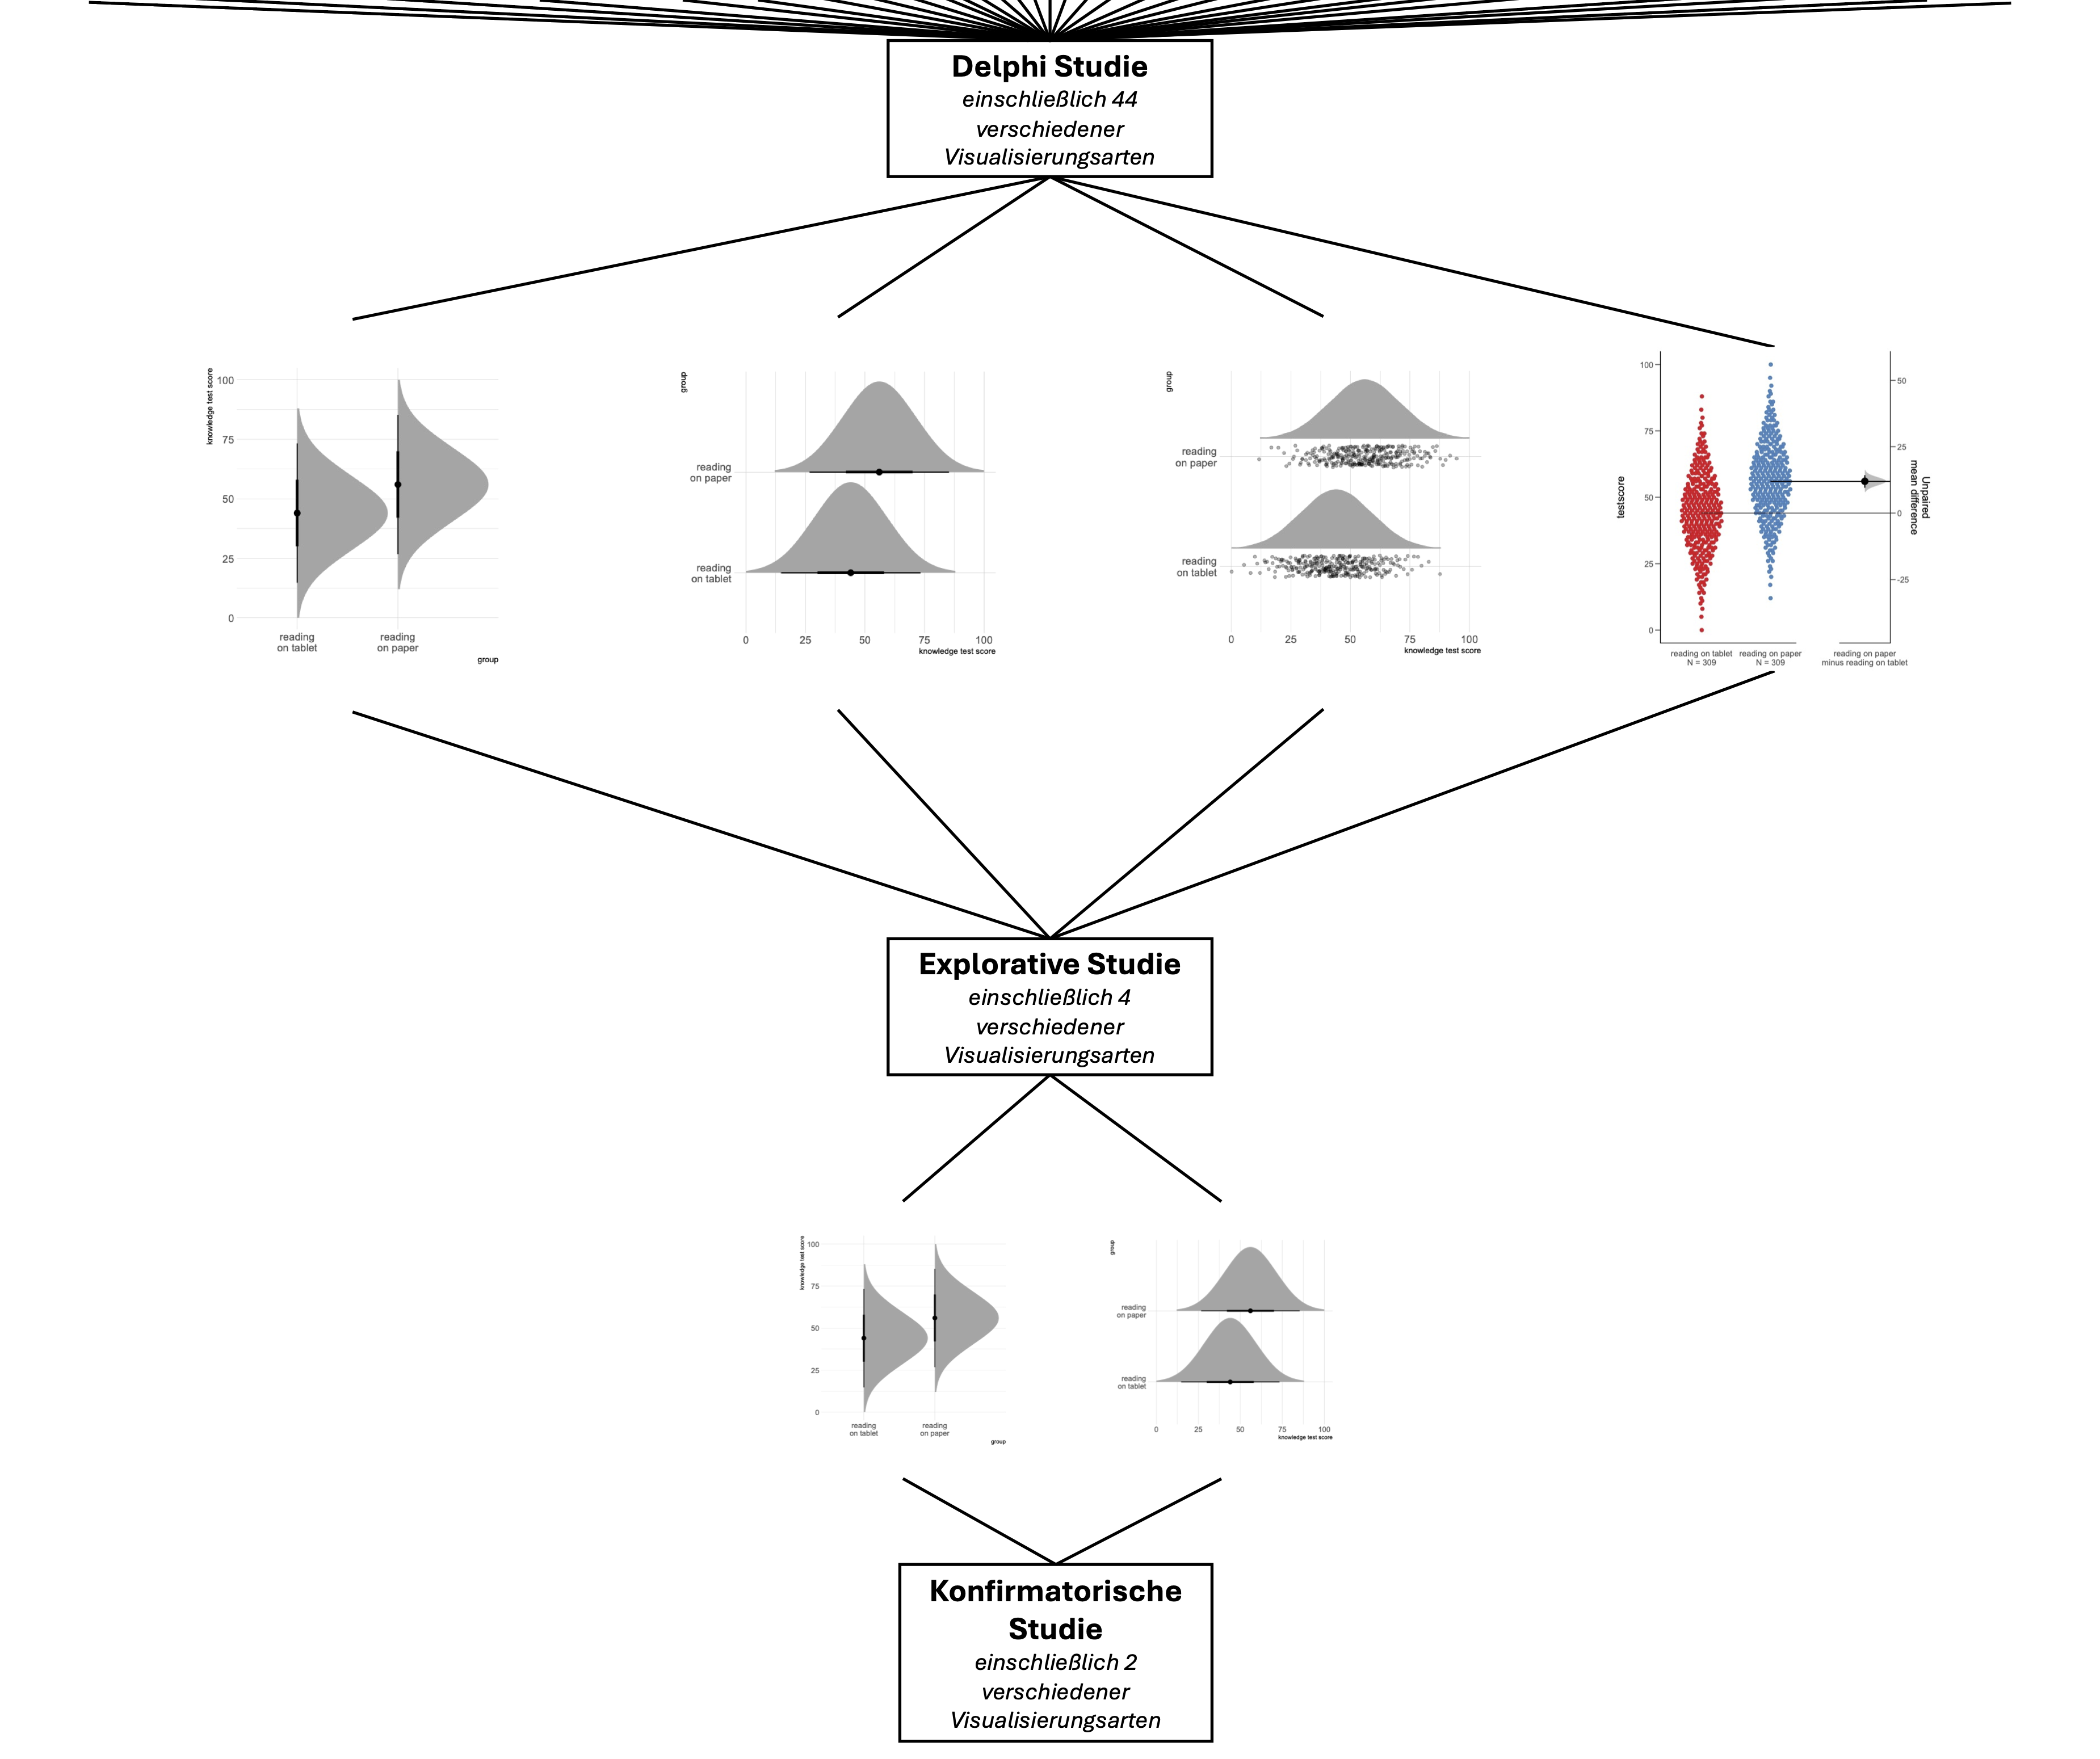 Delphi Studie
einschließlich 44
verschiedener
Visualisierungsarten
knowledge test score
100
75
50
25
0
reading
on tablet
reading
on paper
group
group
reading
on paper
reading
on tablet
0
25
50
75
100
knowledge test score
group
reading
on paper
reading
on tablet
0
25
50
75
100
knowledge test score
testscore
100
75
50
25
0
50
25
0
-25
Unpaired
mean difference
reading on tablet
N = 309
reading on paper
N = 309
reading on paper
minus reading on tablet
Explorative Studie
einschließlich 4
verschiedener
Visualisierungsarten
knowledge test score
100
75
50
25
0
reading
on tablet
reading
on paper
group
group
reading
on paper
reading
on tablet
0
25
50
75
100
knowledge test score
Konfirmatorische
Studie
einschließlich 2
verschiedener
Visualisierungsarten